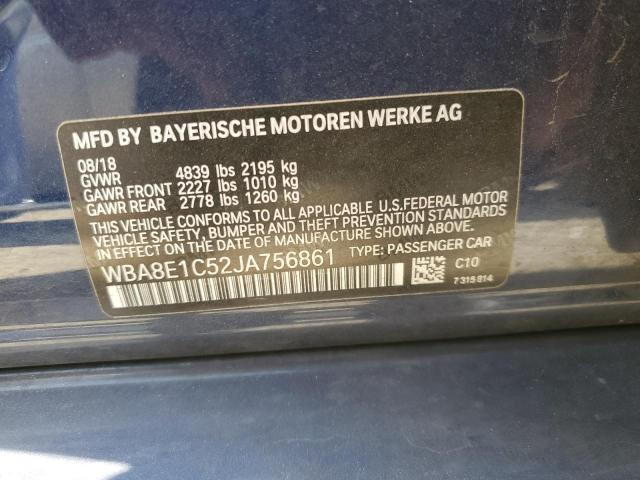 MFD BY BAYERISCHE MOTOREN WERKE AG
08/18
GVWR 4839 lbs 2195 kg
GAWR FRONT 2227 lbs 1010 kg
GAWR REAR 2778 lbs 1260 kg
THIS VEHICLE CONFORMS TO ALL APPLICABLE U.S.FEDERAL MOTOR
VEHICLE SAFETY, BUMPER AND THEFT PREVENTION STANDARDS
IN EFFECT ON THE DATE OF MANUFACTURE SHOWN ABOVE.
WBA8E1C52JA756861 TYPE: PASSENGER CAR
C10
7315814